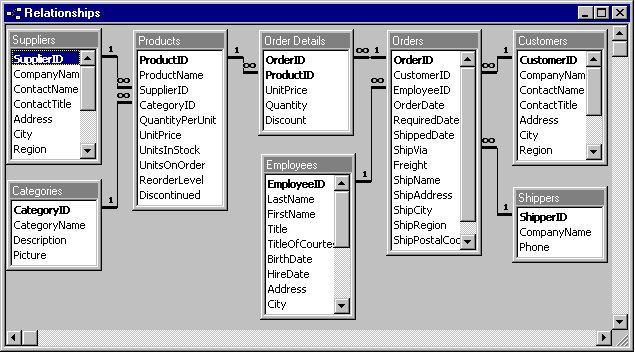 Relationships
Suppliers
SupplierID
CompanyNam
ContactName
ContactTitle
Address
City
Region
Products
ProductID
ProductName
SupplierID
CategoryID
QuantityPerUnit
UnitPrice
UnitsInStock
UnitsOnOrder
ReorderLevel
Discontinued
Order Details
OrderID
ProductID
UnitPrice
Quantity
Discount
Orders
OrderID
CustomerID
EmployeeID
OrderDate
RequiredDate
ShippedDate
ShipVia
Freight
ShipName
ShipAddress
ShipCity
ShipRegion
ShipPostalCod
Customers
CustomerID
CompanyNam
ContactName
ContactTitle
Address
City
Region
Categories
CategoryID
CategoryName
Description
Picture
Employees
EmployeeID
LastName
FirstName
Title
TitleOfCourtes
BirthDate
HireDate
Address
City
Shippers
ShipperID
CompanyName
Phone
1
∞
∞
1
1
∞
∞
1
∞
1
1
∞
1
∞
1